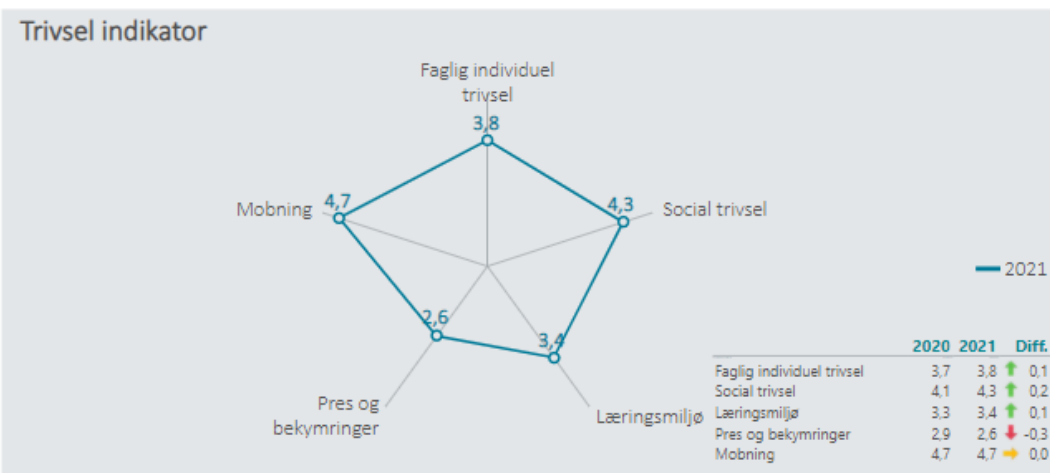 Trivsel indikator
Faglig individuel
trivsel
3,8
Mobning
4,7
4,3
Social trivsel
2021
2,6
3,4
Pres og
bekymringer
Læringsmiljø
2020 2021 Diff.
Faglig individuel trivsel 3,7 3,8 0,1
Social trivsel 4,1 4,3 0,2
Læringsmiljø 3,3 3,4 0,1
Pres og bekymringer 2,9 2,6 -0,3
Mobning 4,7 4,7 0,0